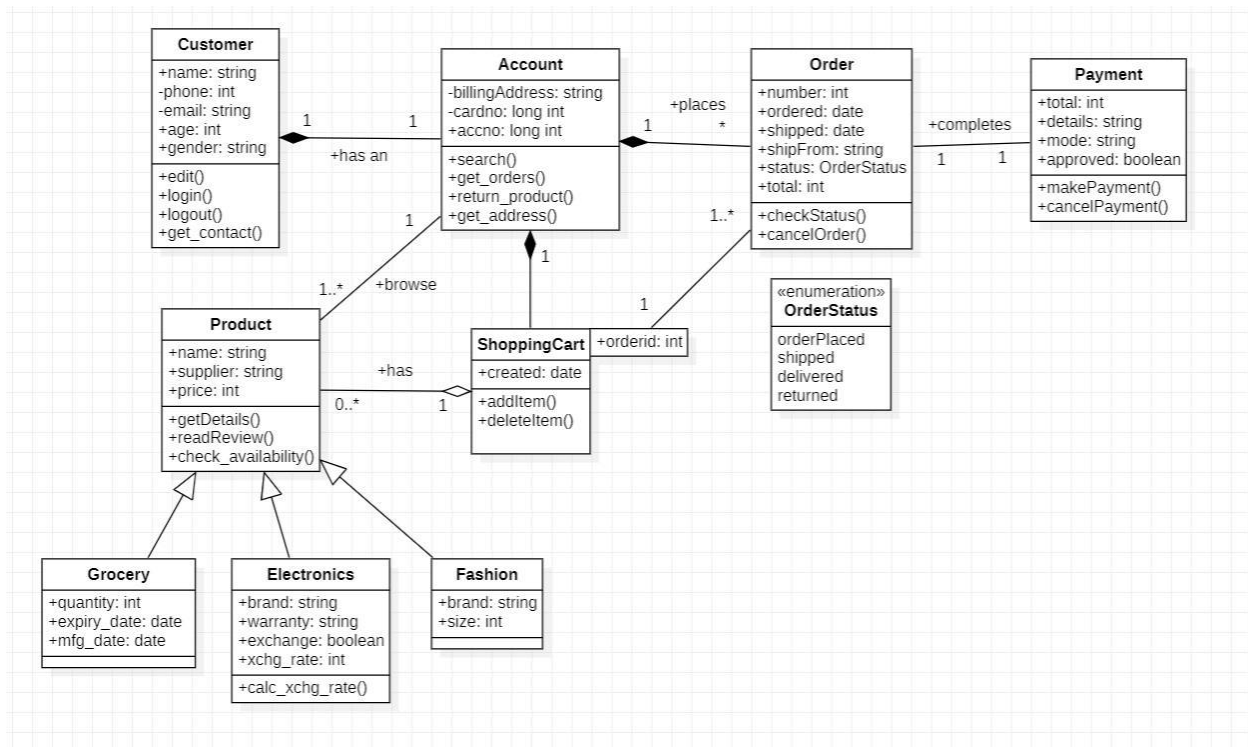 Customer
+name: string
-phone: int
-email: string
+age: int
+gender: string
+edit()
+login()
+logout()
+get_contact()
1
1
+has an
Account
-billingAddress: string
-cardno: long int
+accno: long int
+search()
+get_orders()
+return_product()
+get_address()
+places
1
*
Order
+number: int
+ordered: date
+shipped: date
+shipFrom: string
+status: OrderStatus
+total: int
+checkStatus()
+cancelOrder()
+completes
1
1
Payment
+total: int
+details: string
+mode: string
+approved: boolean
+makePayment()
+cancelPayment()
1
1..*
+browse
1
1..*
1
«enumeration»
OrderStatus
orderPlaced
shipped
delivered
returned
Product
+name: string
+supplier: string
+price: int
+getDetails()
+readReview()
+check_availability()
+has
0..*
1
ShoppingCart
+created: date
+addItem()
+deleteItem()
+orderid: int
Grocery
+quantity: int
+expiry_date: date
+mfg_date: date
Electronics
+brand: string
+warranty: string
+exchange: boolean
+xchg_rate: int
+calc_xchg_rate()
Fashion
+brand: string
+size: int